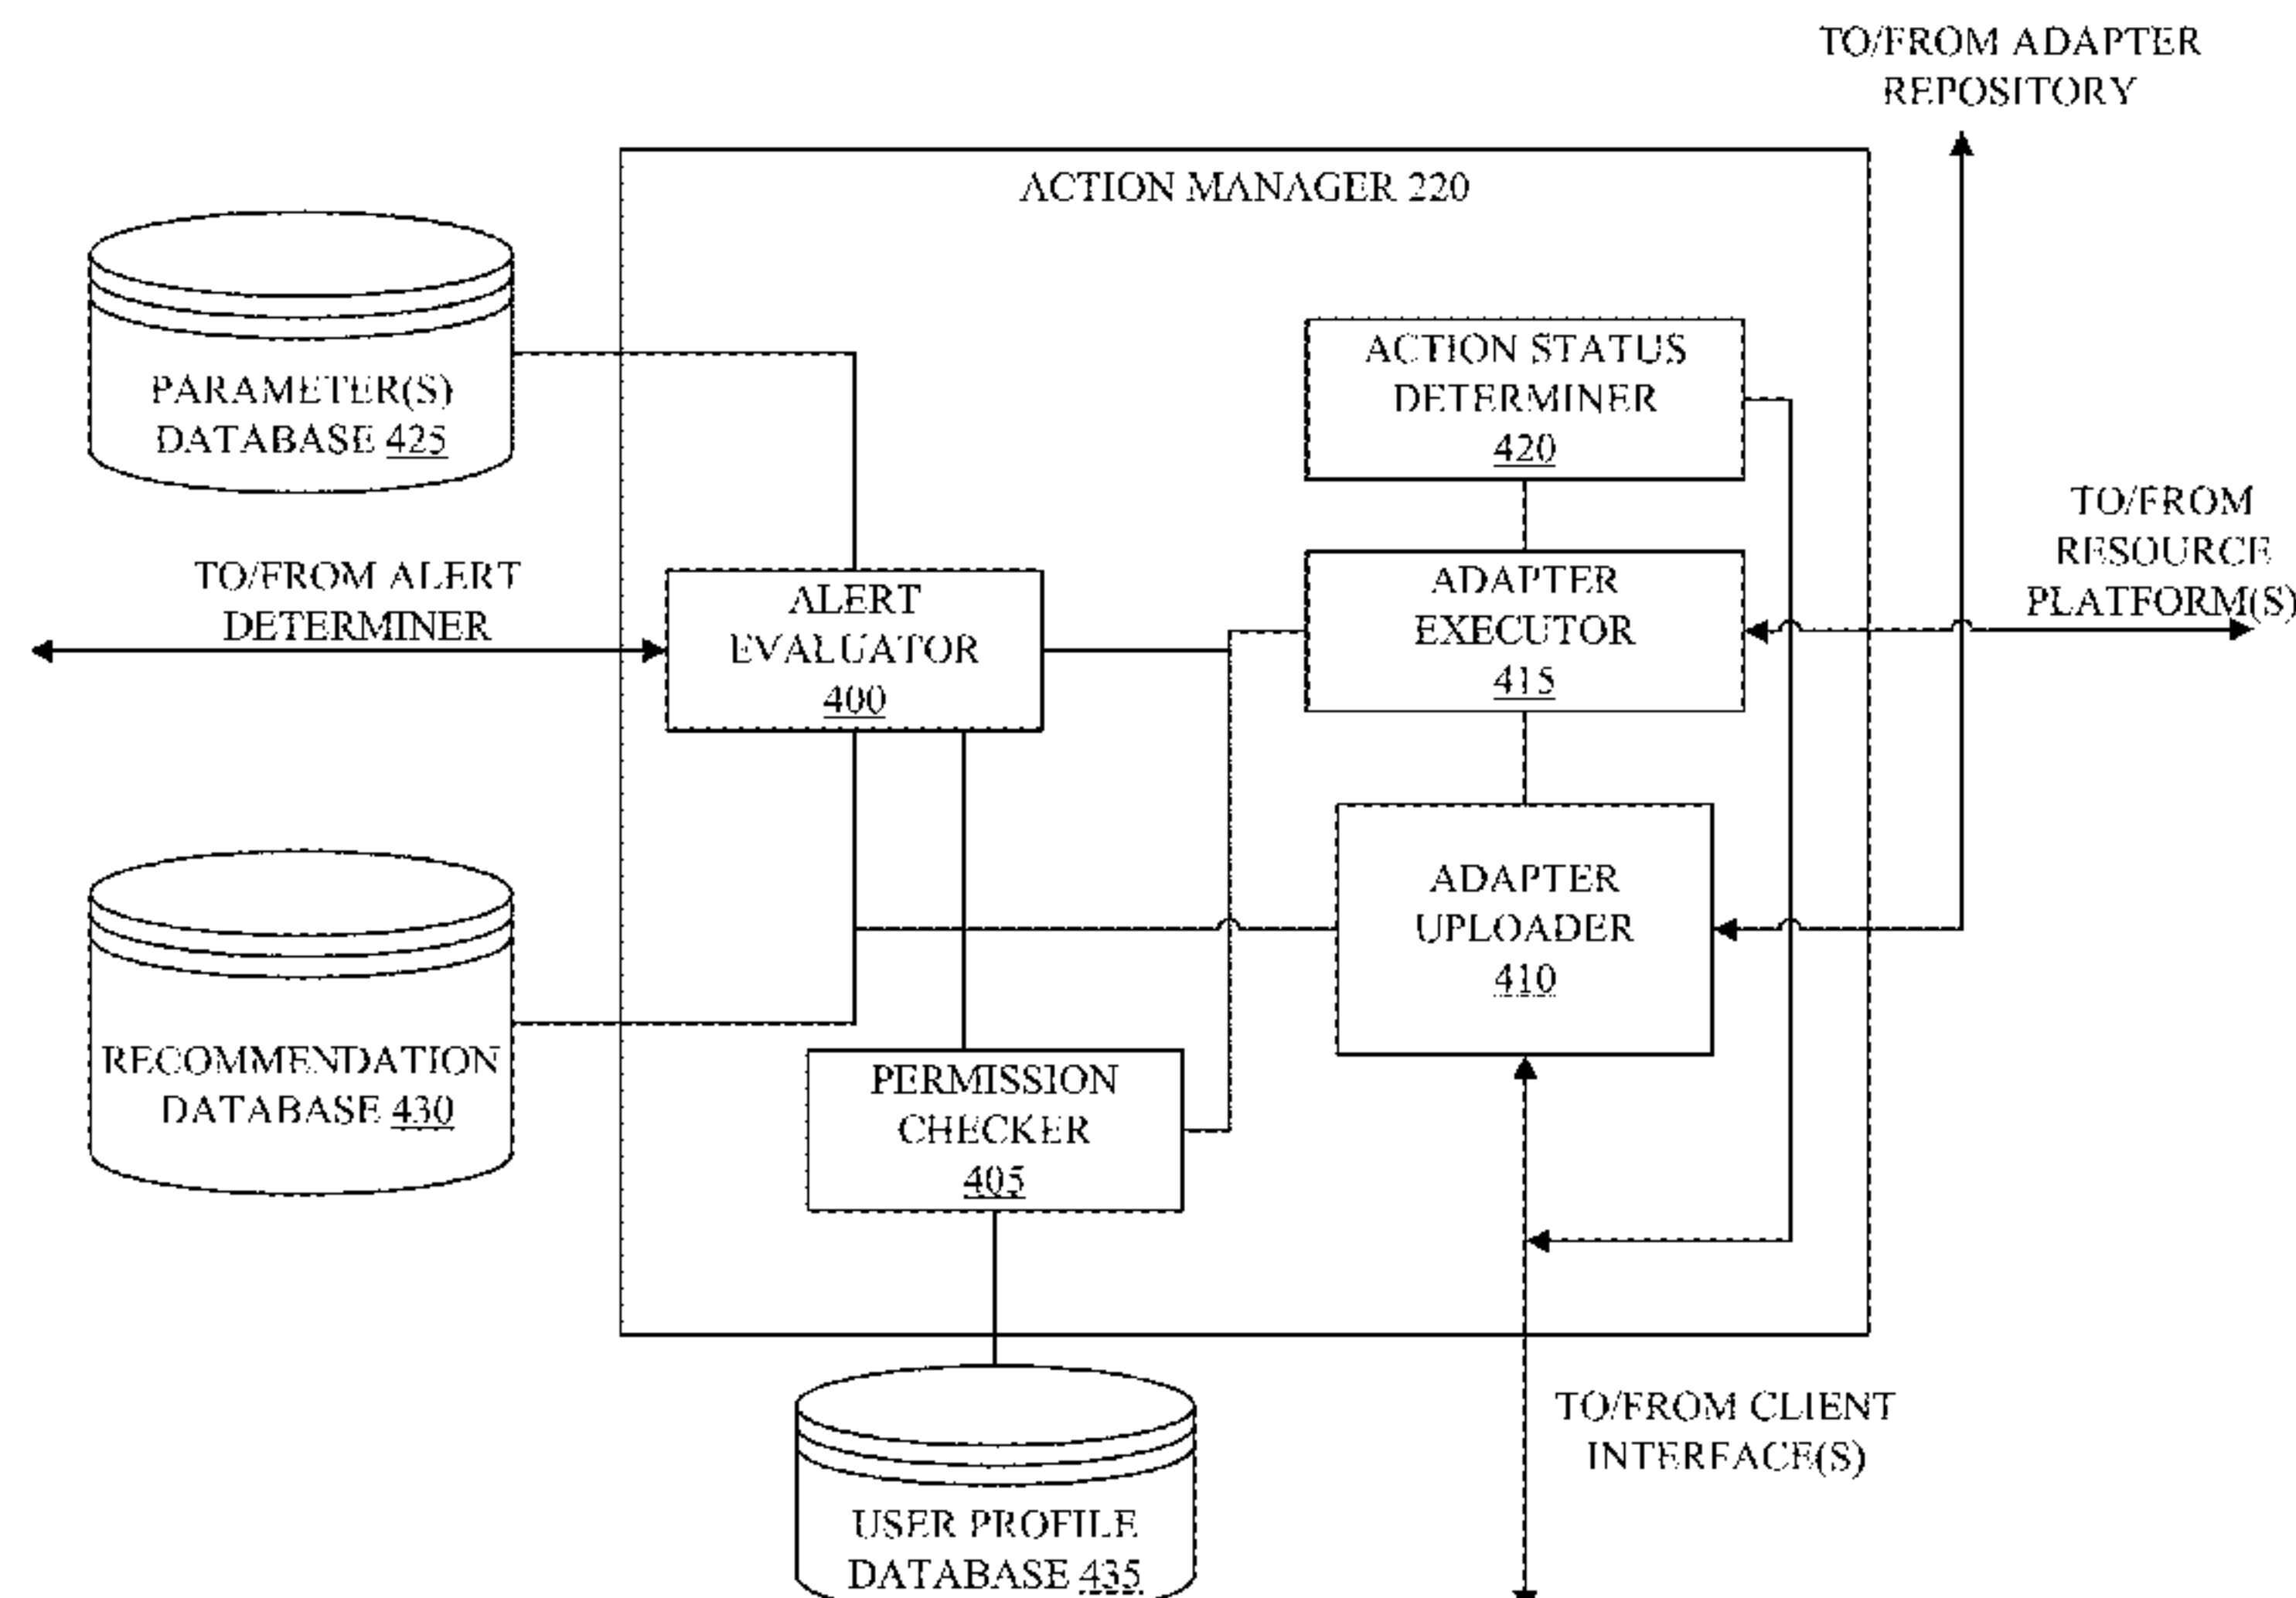 TO/FROM ADAPTER
REPOSITORY
ACTION MANAGER 220
PARAMETER(S)
DATABASE 425
ACTION STATUS
DETERMINER
420
TO/FROM
RESOURCE
PLATFORM(S)
TO/FROM ALERT
DETERMINER
ALERT
EVALUATOR
400
ADAPTER
EXECUTOR
415
ADAPTER
UPLOADER
410
RECOMMENDATION
DATABASE 430
PERMISSION
CHECKER
405
TO/FROM CLIENT
INTERFACE(S)
USER PROFILE
DATABASE 435